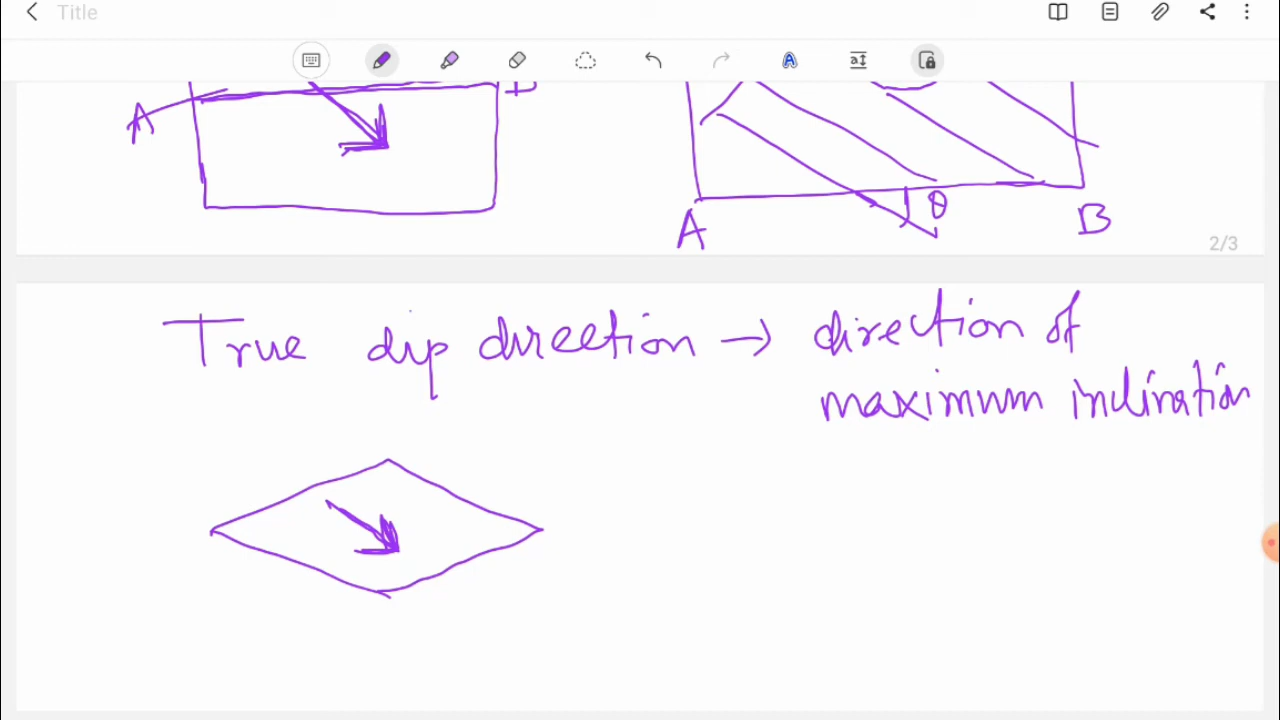 Title
A
B
A
θ
B
2/3
True dip direction → direction of
maximum inclination